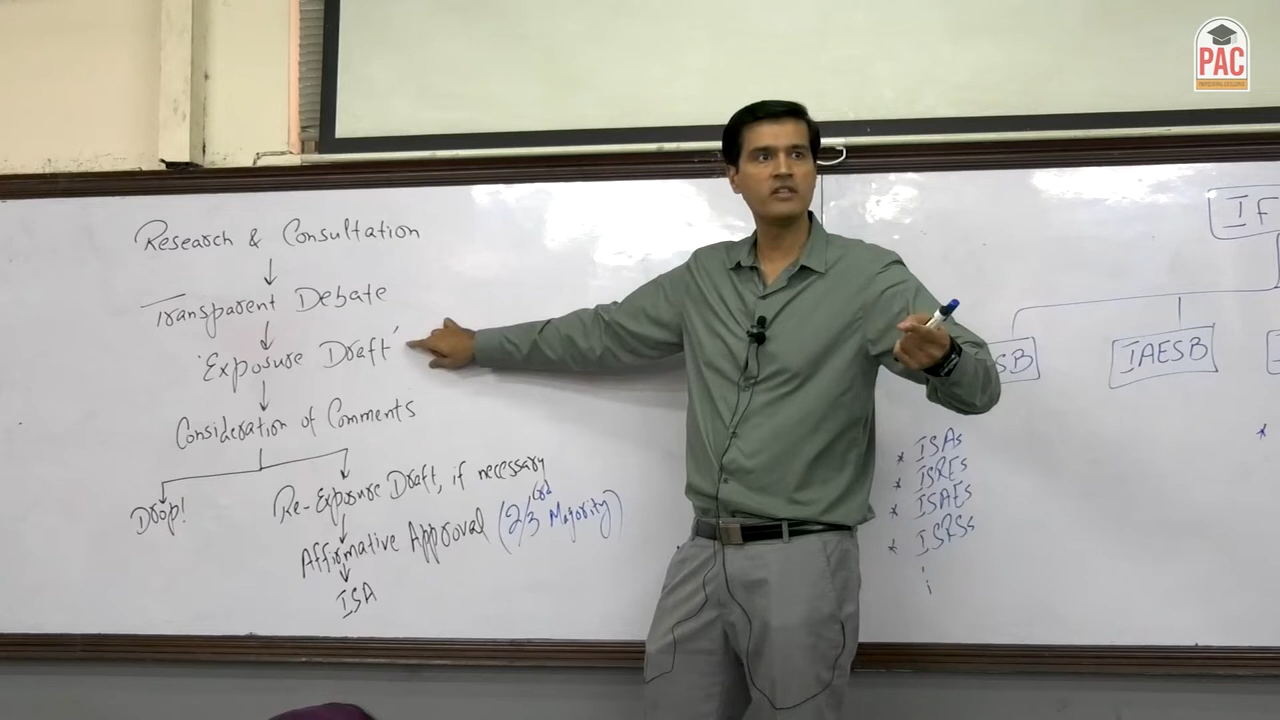 PAC
Research & Consultation
Transparent Debate
'Exposure Draft'
Consideration of Comments
Drop!
Re-Exposure Draft, if necessary
Affirmative Approval (2/3rd Majority)
ISA
IF
SB
IAESB
* ISAs
* ISREs
* ISAEs
* ISRSs
*